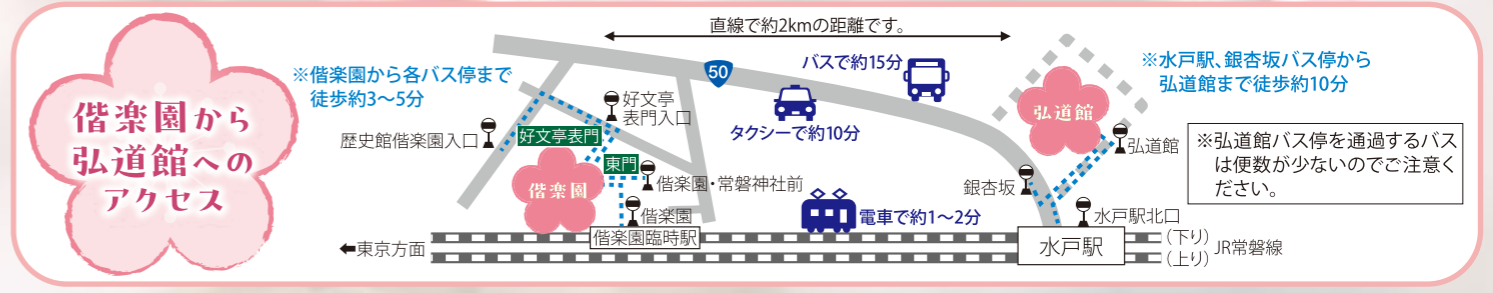 偕楽園から
弘道館への
アクセス
直線で約2kmの距離です。
※偕楽園から各バス停まで
徒歩約3〜5分
50
バスで約15分
タクシーで約10分
※水戸駅、銀杏坂バス停から
弘道館まで徒歩約10分
好文亭
表門入口
歴史館偕楽園入口
好文亭表門
東門
偕楽園
偕楽園・常磐神社前
偕楽園
弘道館
弘道館
※弘道館バス停を通過するバス
は便数が少ないのでご注意く
ださい。
銀杏坂
電車で約1〜2分
水戸駅北口
⬅東京方面
偕楽園臨時駅
水戸駅
(下り)
(上り)
JR常磐線